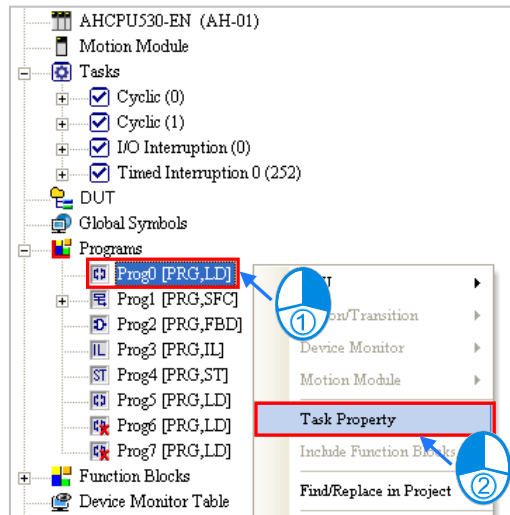 AHCPU530-EN (AH-01)
Motion Module
Tasks
Cyclic (0)
Cyclic (1)
I/O Interruption (0)
Timed Interruption 0 (252)
DUT
Global Symbols
Programs
Prog0 [PRG,LD]
Prog1 [PRG,SFC]
Prog2 [PRG,FBD]
Prog3 [PRG,IL]
Prog4 [PRG,ST]
Prog5 [PRG,LD]
Prog6 [PRG,LD]
Prog7 [PRG,LD]
Function Blocks
Device Monitor Table
on/Transition
Device Monitor
Motion Module
Task Property
Include Function Blocks
Find/Replace in Project
1
2